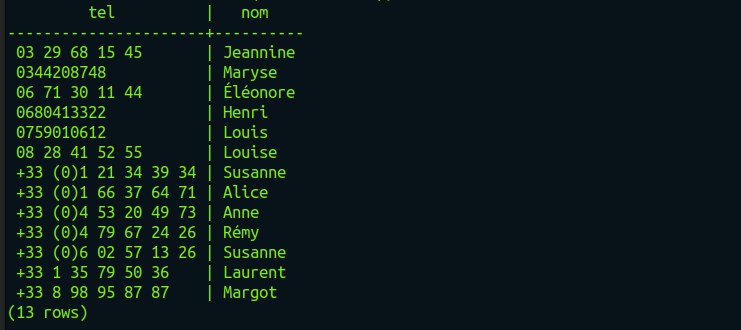 tel | nom
----------------------+----------
03 29 68 15 45 | Jeannine
0344208748 | Maryse
06 71 30 11 44 | Éléonore
0680413322 | Henri
0759010612 | Louis
08 28 41 52 55 | Louise
+33 (0)1 21 34 39 34 | Susanne
+33 (0)1 66 37 64 71 | Alice
+33 (0)4 53 20 49 73 | Anne
+33 (0)4 79 67 24 26 | Rémy
+33 (0)6 02 57 13 26 | Susanne
+33 1 35 79 50 36 | Laurent
+33 8 98 95 87 87 | Margot
(13 rows)